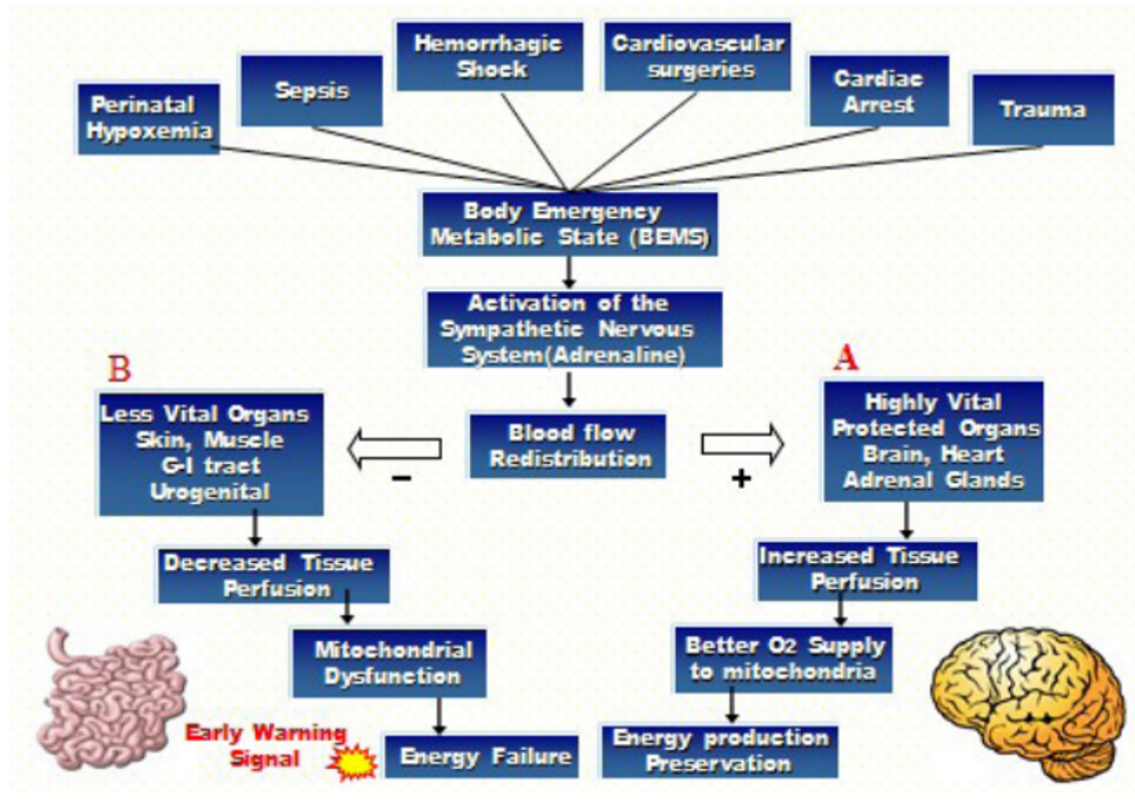 Perinatal
Hypoxemia
Sepsis
Hemorrhagic
Shock
Cardiovascular
surgeries
Cardiac
Arrest
Trauma
Body Emergency
Metabolic State (BEMS)
Activation of the
Sympathetic Nervous
System(Adrenaline)
B
A
Less Vital Organs
Skin, Muscle
G-I tract
Urogenital
Blood flow
Redistribution
Highly Vital
Protected Organs
Brain, Heart
Adrenal Glands
−
+
Decreased Tissue
Perfusion
Increased Tissue
Perfusion
Mitochondrial
Dysfunction
Better O2 Supply
to mitochondria
Early Warning
Signal
Energy Failure
Energy production
Preservation